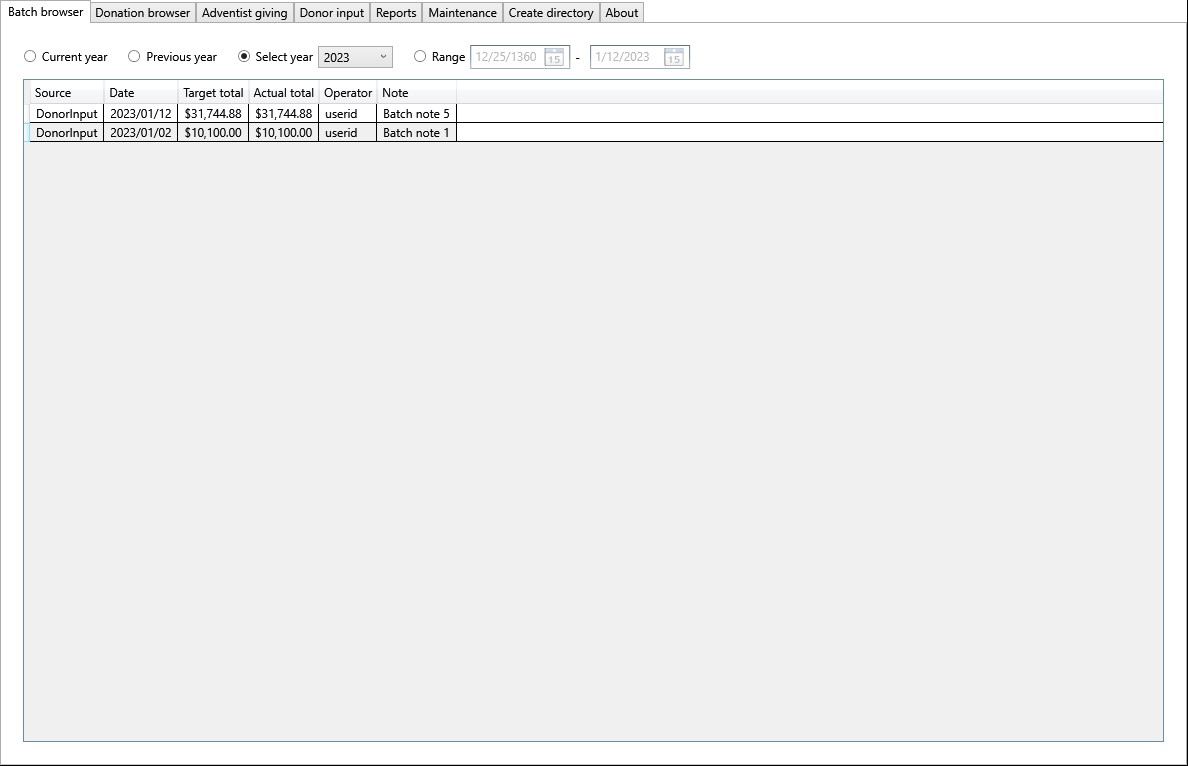 Batch browser Donation browser Adventist giving Donor input Reports Maintenance Create directory About
Current year Previous year Select year 2023 Range 12/25/1360 15 - 1/12/2023 15
Source Date Target total Actual total Operator Note
DonorInput 2023/01/12 $31,744.88 $31,744.88 userid Batch note 5
DonorInput 2023/01/02 $10,100.00 $10,100.00 userid Batch note 1